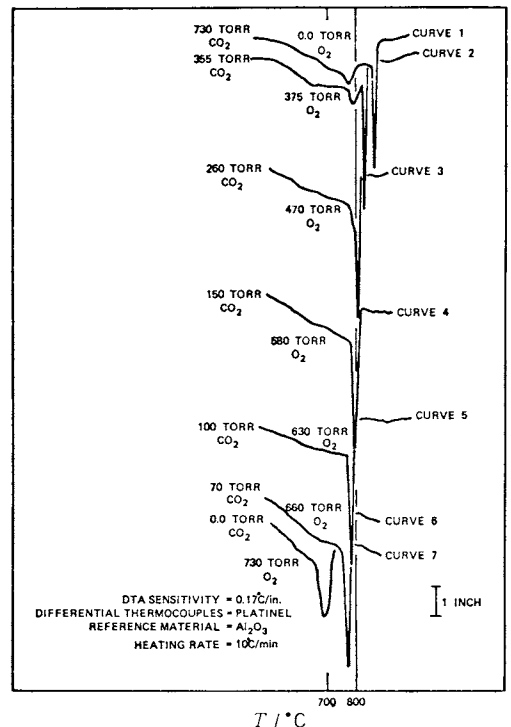 730 TORR
CO2
0.0 TORR
O2
CURVE 1
CURVE 2
355 TORR
CO2
375 TORR
O2
260 TORR
CO2
CURVE 3
470 TORR
O2
150 TORR
CO2
CURVE 4
580 TORR
O2
100 TORR
CO2
630 TORR
O2
CURVE 5
70 TORR
CO2
660 TORR
O2
CURVE 6
0.0 TORR
CO2
CURVE 7
730 TORR
O2
DTA SENSITIVITY = 0.17°C/in.
DIFFERENTIAL THERMOCOUPLES = PLATINEL
REFERENCE MATERIAL = Al2O3
HEATING RATE = 10°C/min
1 INCH
700 800
T / °C